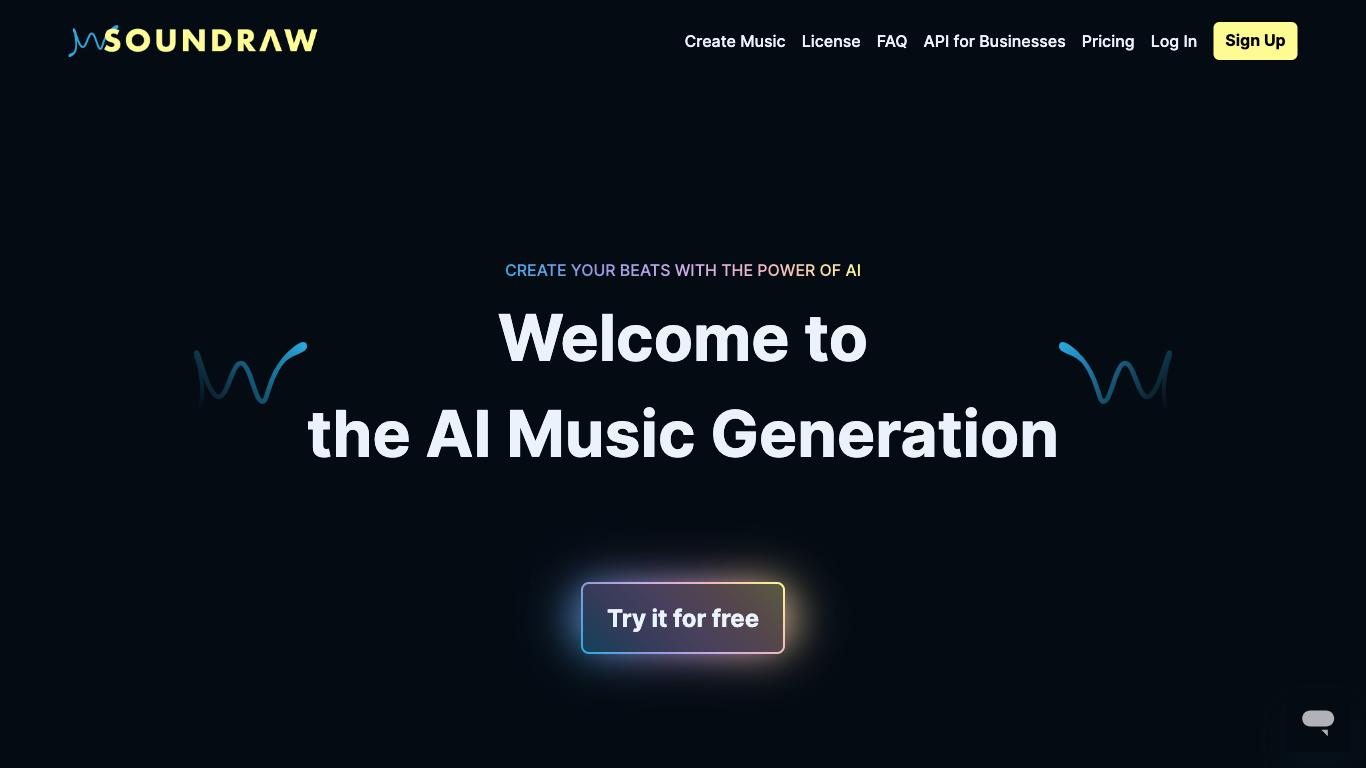 SOUNDRAW
Create Music License FAQ API for Businesses Pricing Log In Sign Up
CREATE YOUR BEATS WITH THE POWER OF AI
Welcome to
the AI Music Generation
Try it for free